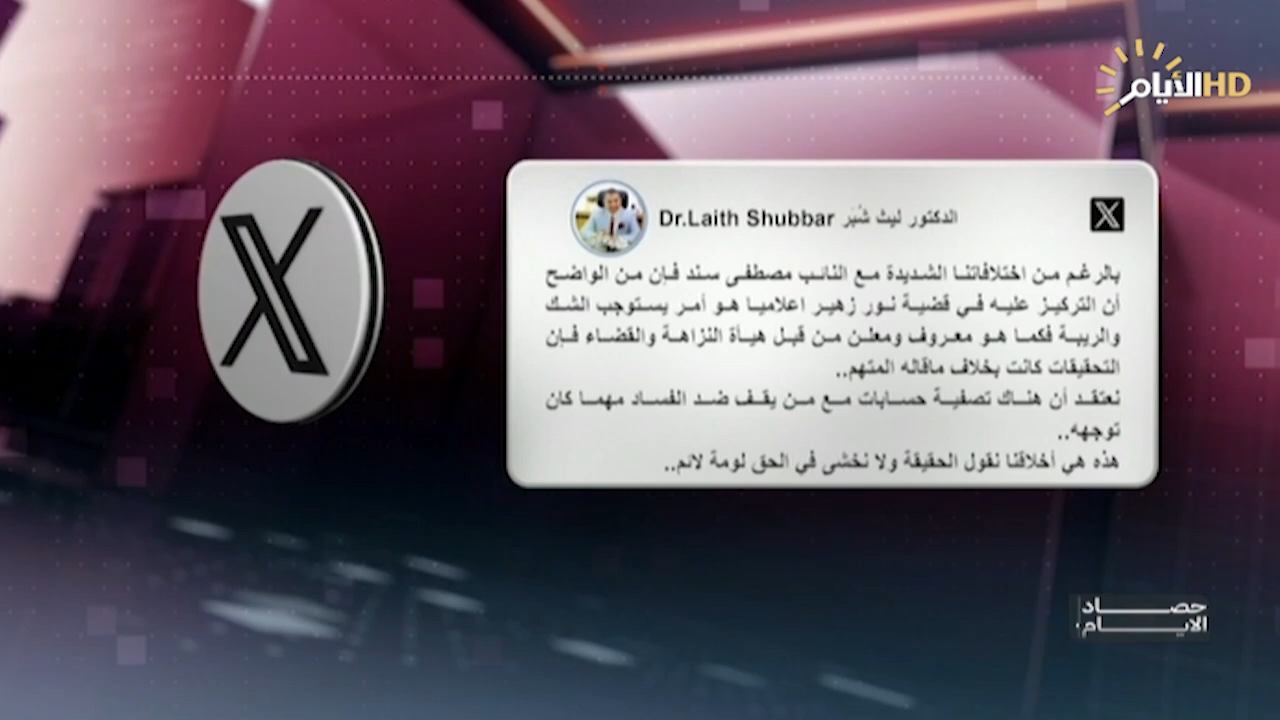 الأيام HD
الدكتور ليث شُبَر Dr.Laith Shubbar
بالرغم من اختلافاتنا الشديدة مع النائب مصطفى سند فإن من الواضح
أن التركيز عليه في قضية نور زهير اعلاميا هو أمر يستوجب الشك
والريبة فكما هو معروف ومعلن من قبل هيأة النزاهة والقضاء فإن
التحقيقات كانت بخلاف ماقاله المتهم..
نعتقد أن هناك تصفية حسابات مع من يقف ضد الفساد مهما كان
توجهه..
هذه هي أخلاقنا نقول الحقيقة ولا نخشى في الحق لومة لائم..
حصاد
الايام